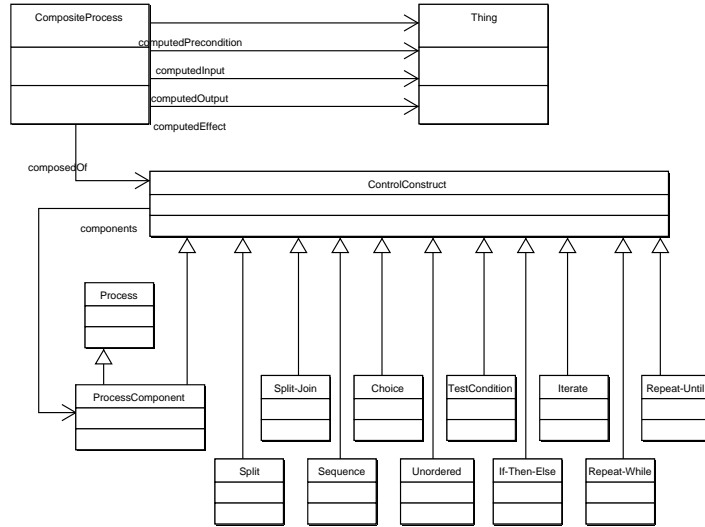 CompositeProcess
Thing
computedPrecondition
computedInput
computedOutput
computedEffect
composedOf
ControlConstruct
components
Process
ProcessComponent
Split-Join
Choice
TestCondition
Iterate
Repeat-Until
Split
Sequence
Unordered
If-Then-Else
Repeat-While